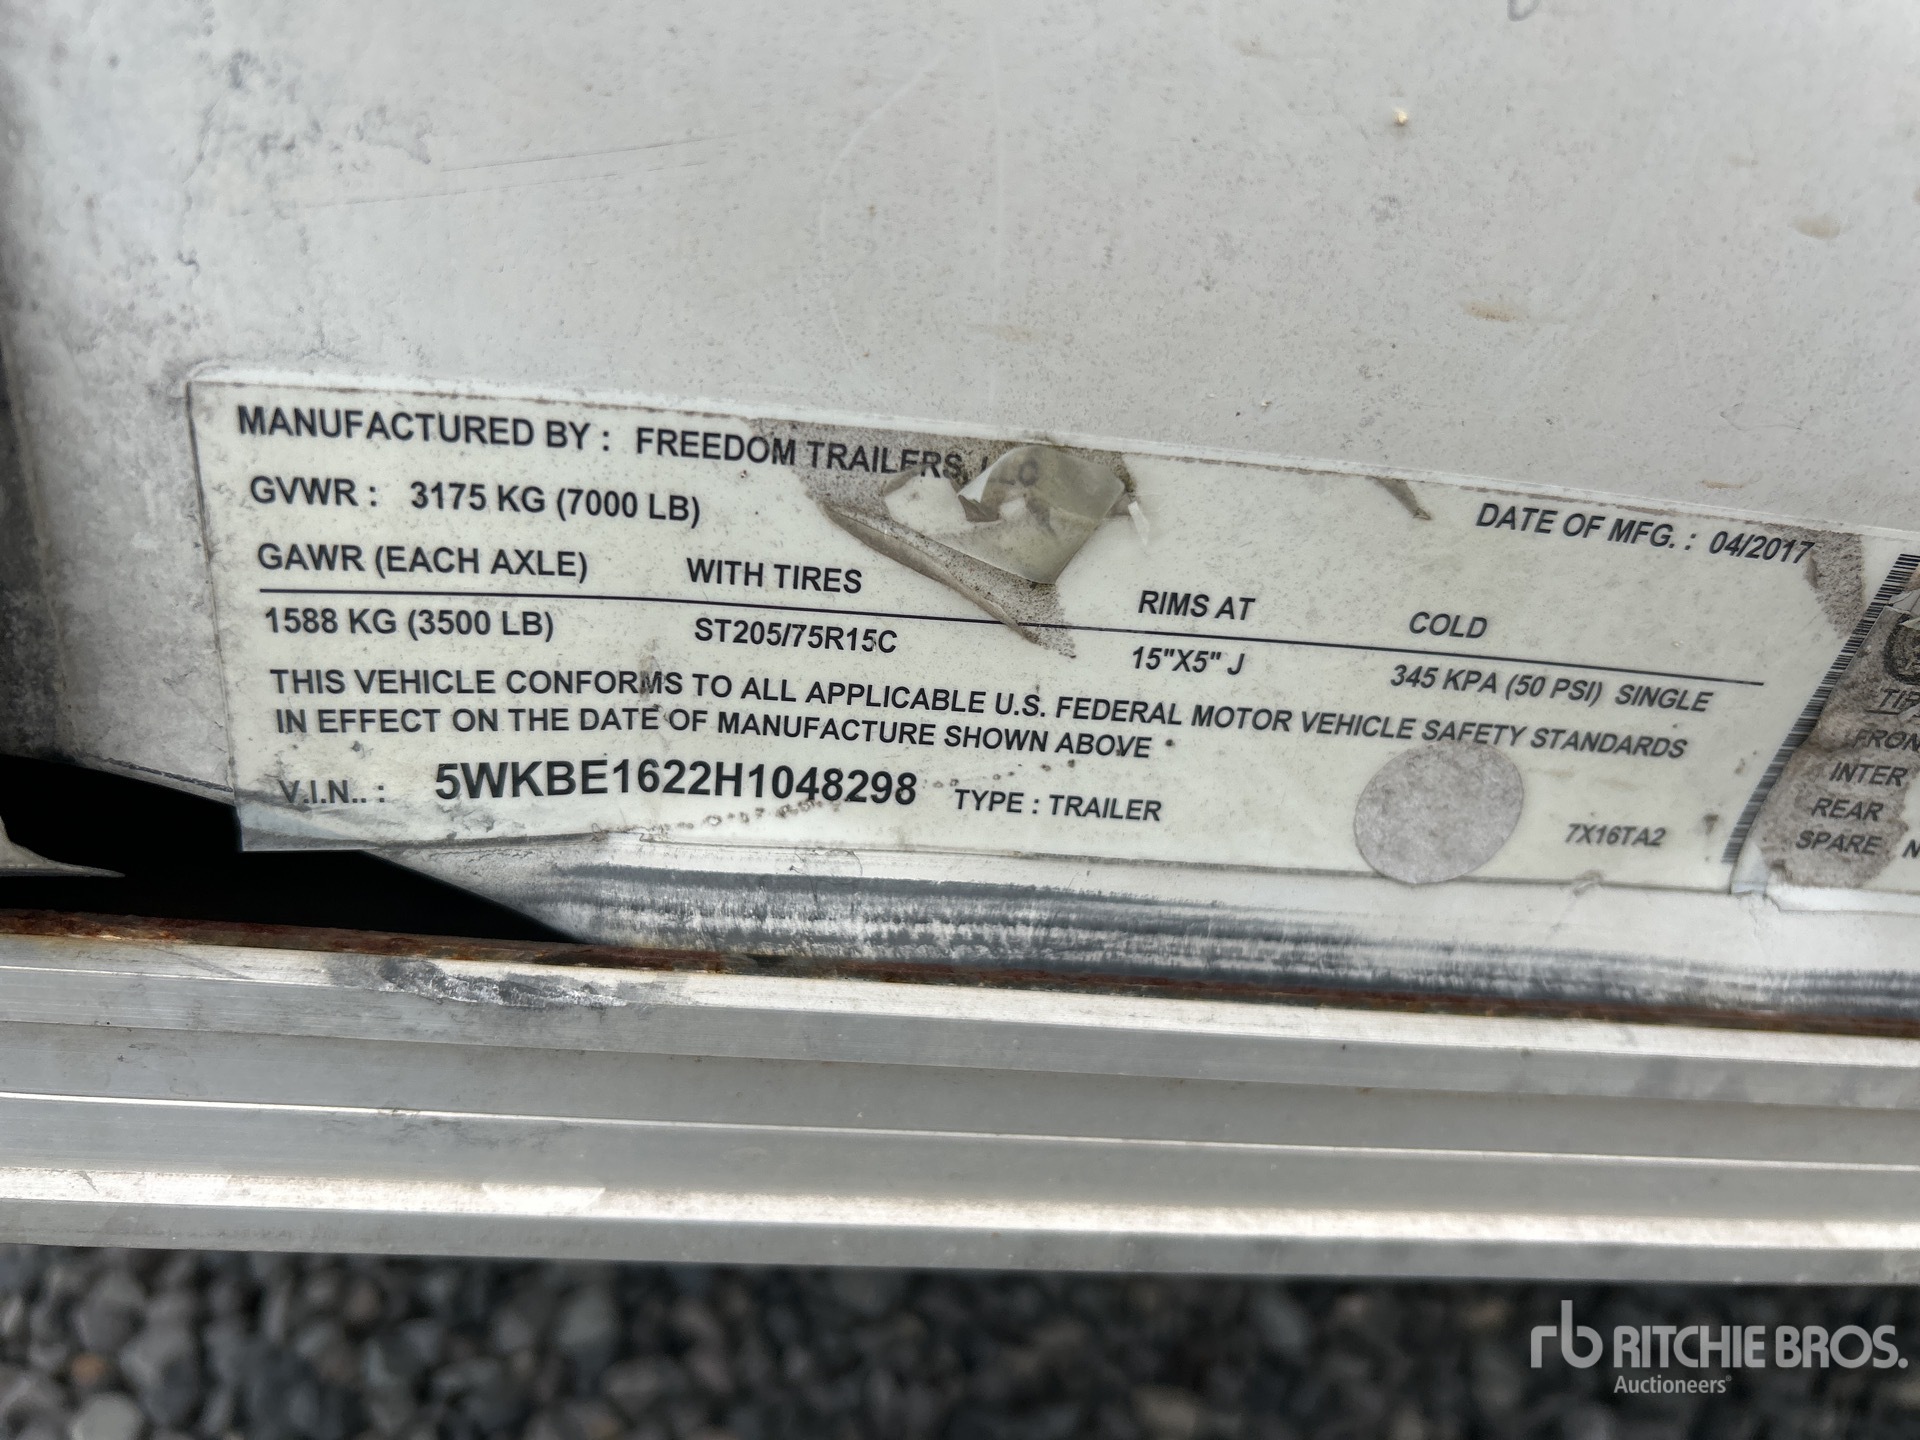 MANUFACTURED BY : FREEDOM TRAILERS, LLC
GVWR : 3175 KG (7000 LB)
DATE OF MFG. : 04/2017
GAWR (EACH AXLE) WITH TIRES RIMS AT COLD
1588 KG (3500 LB) ST205/75R15C 15"X5" J 345 KPA (50 PSI) SINGLE
THIS VEHICLE CONFORMS TO ALL APPLICABLE U.S. FEDERAL MOTOR VEHICLE SAFETY STANDARDS
IN EFFECT ON THE DATE OF MANUFACTURE SHOWN ABOVE
V.I.N.. : 5WKBE1622H1048298 TYPE : TRAILER 7X16TA2
INTER
REAR
SPARE
rb RITCHIE BROS.
Auctioneers